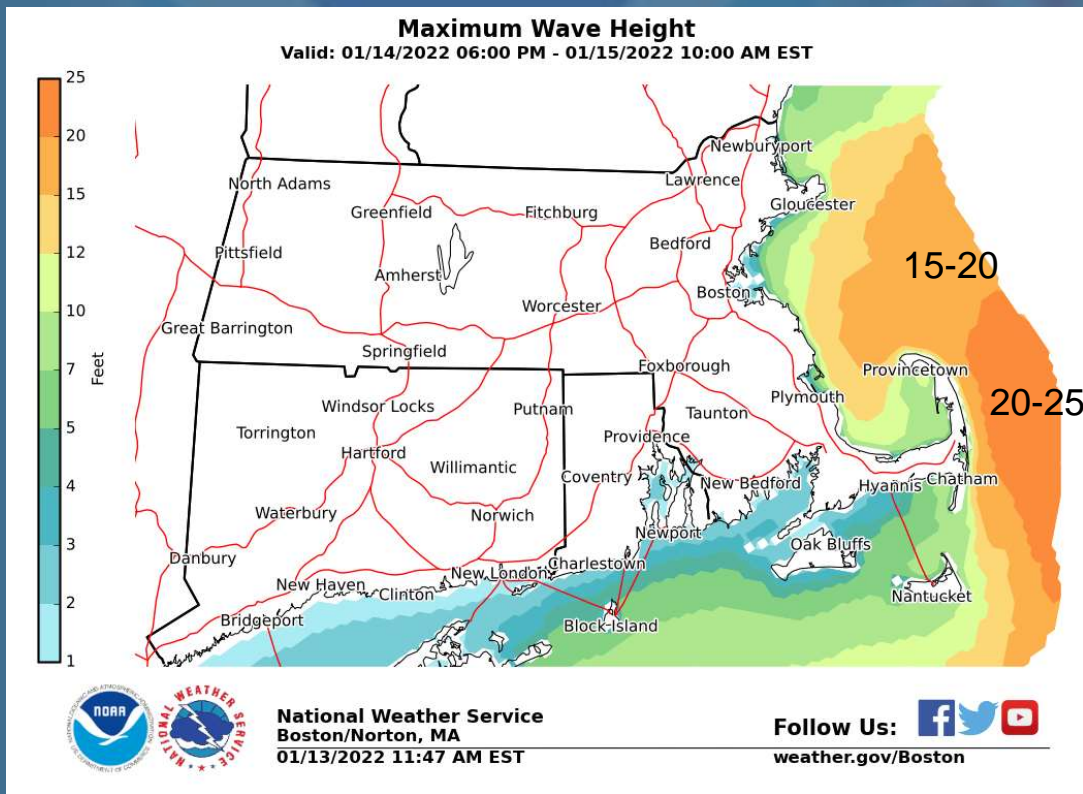 Maximum Wave Height
Valid: 01/14/2022 06:00 PM - 01/15/2022 10:00 AM EST
25
20
15
12
10
7
5
4
3
2
1
Feet
Newburyport
Lawrence
North Adams
Greenfield
Fitchburg
Gloucester
Bedford
Pittsfield
15-20
Amherst
Boston
Worcester
Great Barrington
Springfield
Foxborough
Provincetown
Windsor Locks
Putnam
Taunton
Plymouth
20-25
Torrington
Providence
Hartford
Willimantic
Coventry
New Bedford
Hyannis
Chatham
Waterbury
Norwich
Newport
Oak Bluffs
Danbury
New Haven
New London
Charlestown
Clinton
Nantucket
Bridgeport
Block Island
NOAA
NATIONAL WEATHER SERVICE
National Weather Service
Boston/Norton, MA
01/13/2022 11:47 AM EST
Follow Us:
weather.gov/Boston